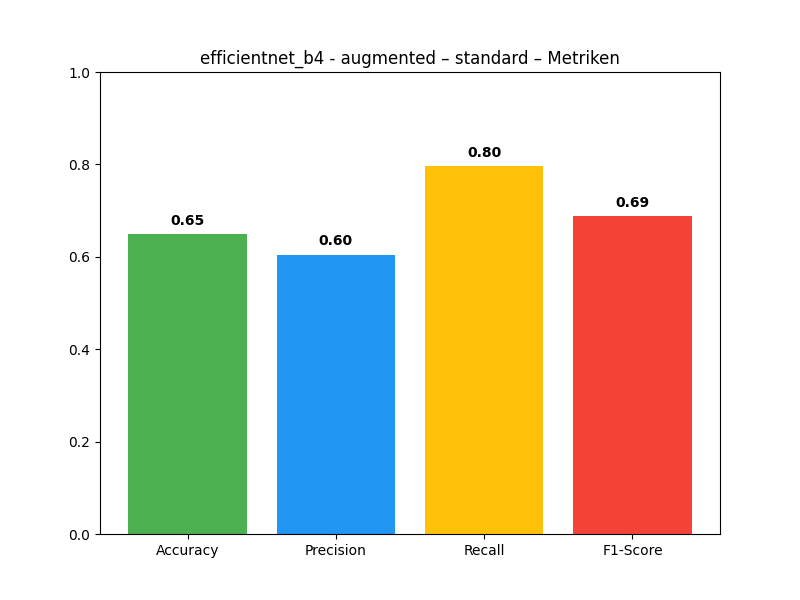 efficientnet_b4 - augmented – standard – Metriken
1.0
0.8
0.6
0.4
0.2
0.0
0.65
0.60
0.80
0.69
Accuracy
Precision
Recall
F1-Score